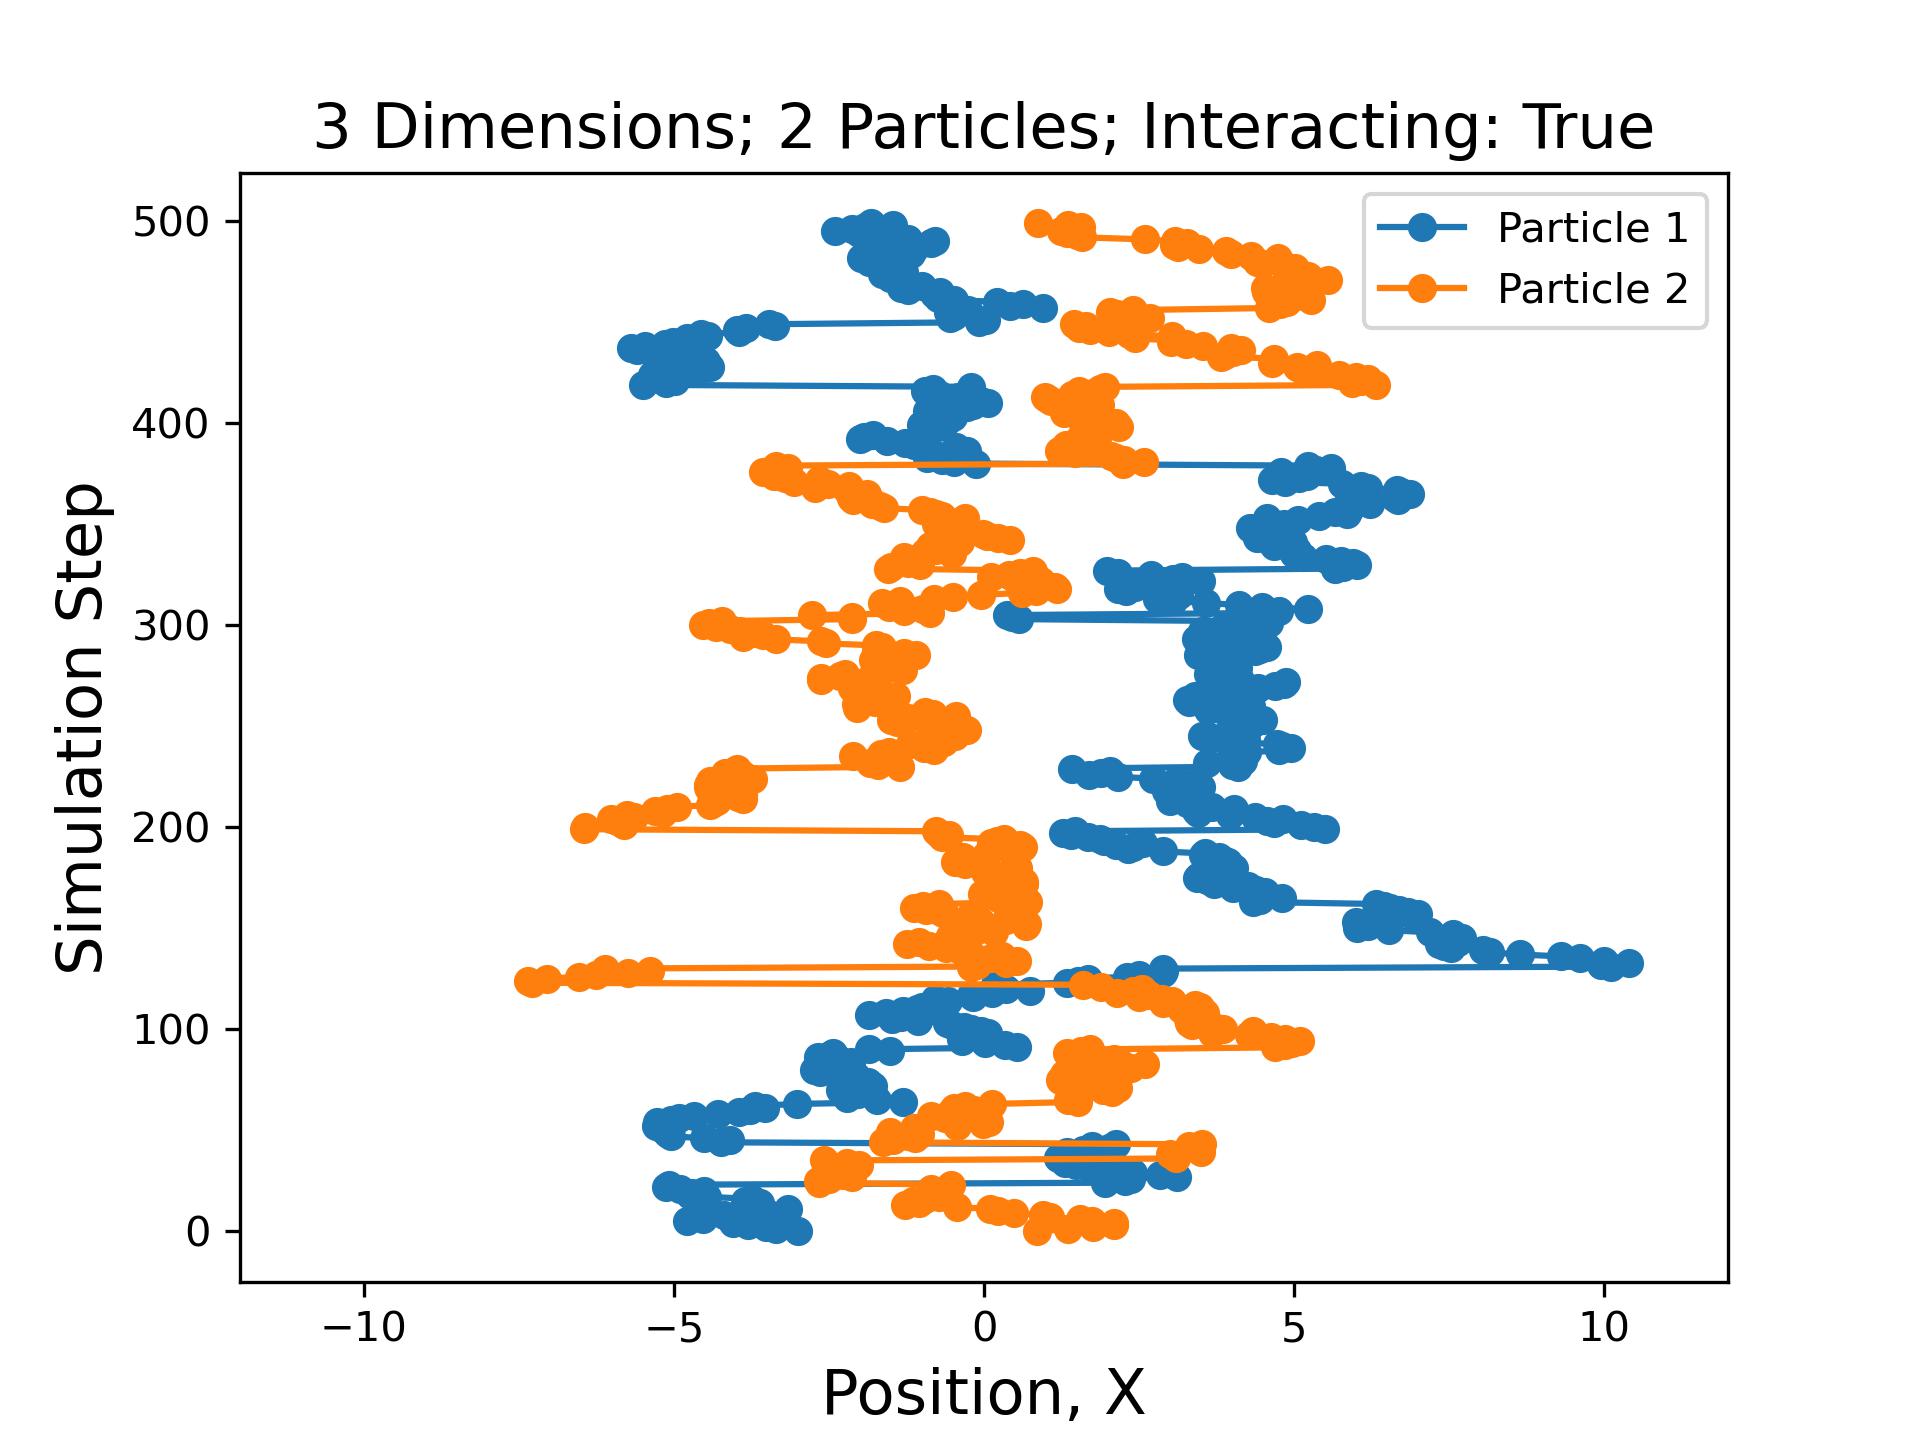 3 Dimensions; 2 Particles; Interacting: True
Particle 1
Particle 2
Simulation Step
500
400
300
200
100
0
−10
−5
0
5
10
Position, X